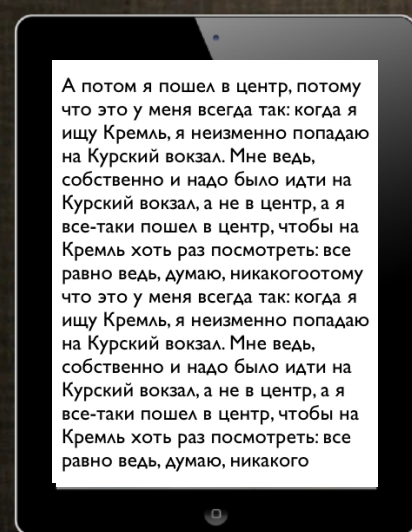 А потом я пошел в центр, потому
что это у меня всегда так: когда я
ищу Кремль, я неизменно попадаю
на Курский вокзал. Мне ведь,
собственно и надо было идти на
Курский вокзал, а не в центр, а я
все-таки пошел в центр, чтобы на
Кремль хоть раз посмотреть: все
равно ведь, думаю, никакогоотому
что это у меня всегда так: когда я
ищу Кремль, я неизменно попадаю
на Курский вокзал. Мне ведь,
собственно и надо было идти на
Курский вокзал, а не в центр, а я
все-таки пошел в центр, чтобы на
Кремль хоть раз посмотреть: все
равно ведь, думаю, никакого